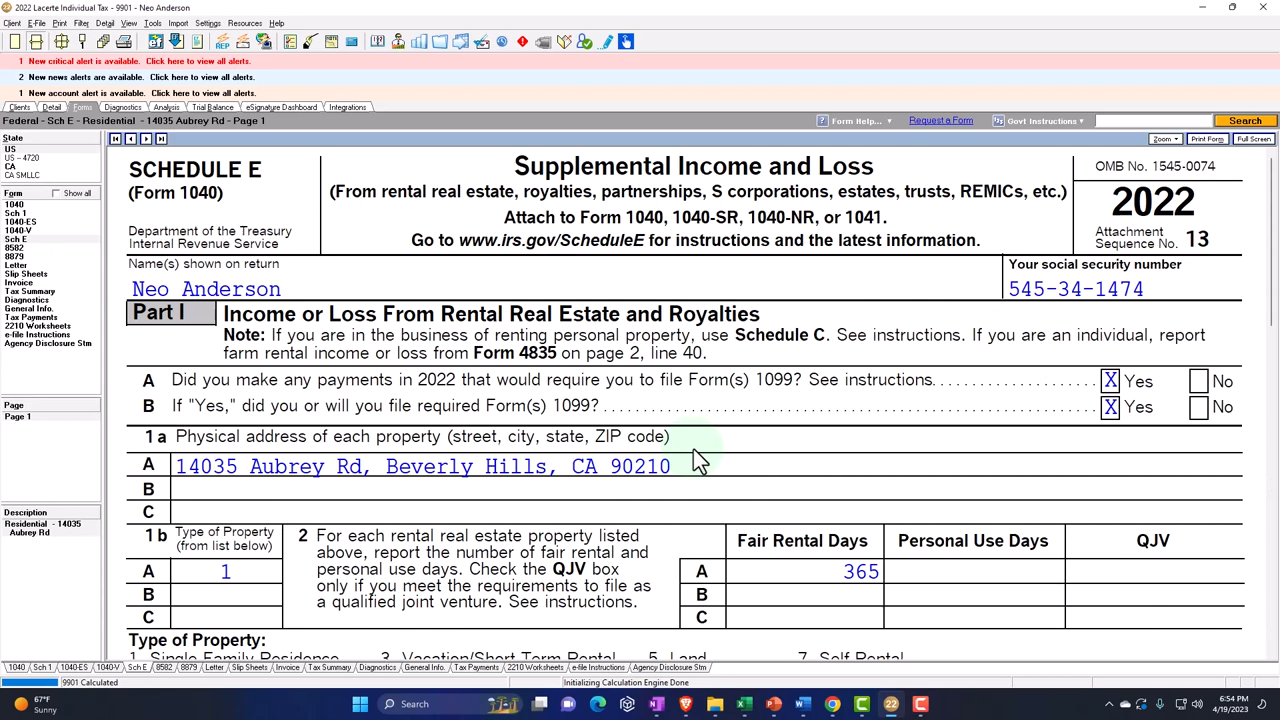 2022 Lacerte Individual Tax - 9901 - Neo Anderson
Client E-File Print Filter Detail View Tools Import Settings Resources Help
REP
1 New critical alert is available. Click here to view all alerts.
2 New news alerts are available. Click here to view all alerts.
1 New account alert is available. Click here to view all alerts.
Clients Detail Forms Diagnostics Analysis Trial Balance eSignature Dashboard Integrations
Federal - Sch E - Residential - 14035 Aubrey Rd - Page 1
Form Help... Request a Form Govt Instructions Search
Zoom Print Form Full Screen
State
US
US - 4720
CA
CA SMLLC
Form Show all
1040
Sch 1
1040-ES
1040-V
Sch E
8582
8879
Letter
Slip Sheets
Invoice
Tax Summary
Diagnostics
General Info.
Tax Payments
2210 Worksheets
e-file Instructions
Agency Disclosure Stm
Page
Page 1
Description
Residential - 14035
Aubrey Rd
SCHEDULE E
(Form 1040)
Department of the Treasury
Internal Revenue Service
Supplemental Income and Loss
(From rental real estate, royalties, partnerships, S corporations, estates, trusts, REMICs, etc.)
Attach to Form 1040, 1040-SR, 1040-NR, or 1041.
Go to www.irs.gov/ScheduleE for instructions and the latest information.
OMB No. 1545-0074
2022
Attachment
Sequence No. 13
Name(s) shown on return
Neo Anderson
Your social security number
545-34-1474
Part I Income or Loss From Rental Real Estate and Royalties
Note: If you are in the business of renting personal property, use Schedule C. See instructions. If you are an individual, report
farm rental income or loss from Form 4835 on page 2, line 40.
A Did you make any payments in 2022 that would require you to file Form(s) 1099? See instructions X Yes No
B If "Yes," did you or will you file required Form(s) 1099? X Yes No
1a Physical address of each property (street, city, state, ZIP code)
A 14035 Aubrey Rd, Beverly Hills, CA 90210
B
C
1b Type of Property
(from list below)
A 1
B
C
2 For each rental real estate property listed
above, report the number of fair rental and
personal use days. Check the QJV box
only if you meet the requirements to file as
a qualified joint venture. See instructions.
Fair Rental Days Personal Use Days QJV
A 365
B
C
Type of Property:
1 Single Family Residence 3 Vacation/Short-Term Rental 5 Land 7 Self-Rental
1040 Sch 1 1040-ES 1040-V Sch E 8582 8879 Letter Slip Sheets Invoice Tax Summary Diagnostics General Info. Tax Payments 2210 Worksheets e-file Instructions Agency Disclosure Stm
9901 Calculated Initializing Calculation Engine Done
67°F
Sunny
Search
22
6:54 PM
4/19/2023